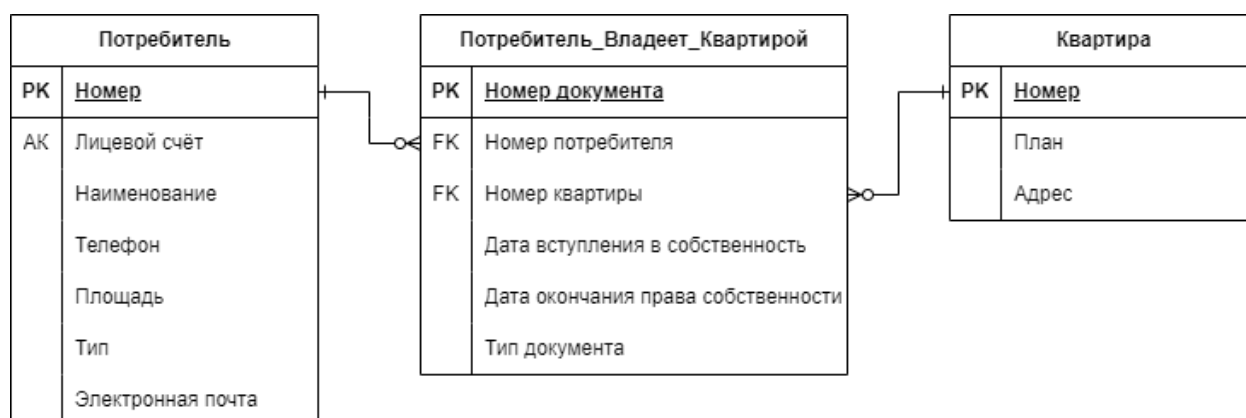 Потребитель
PK Номер
АК Лицевой счёт
Наименование
Телефон
Площадь
Тип
Электронная почта
Потребитель_Владеет_Квартирой
PK Номер документа
FK Номер потребителя
FK Номер квартиры
Дата вступления в собственность
Дата окончания права собственности
Тип документа
Квартира
PK Номер
План
Адрес